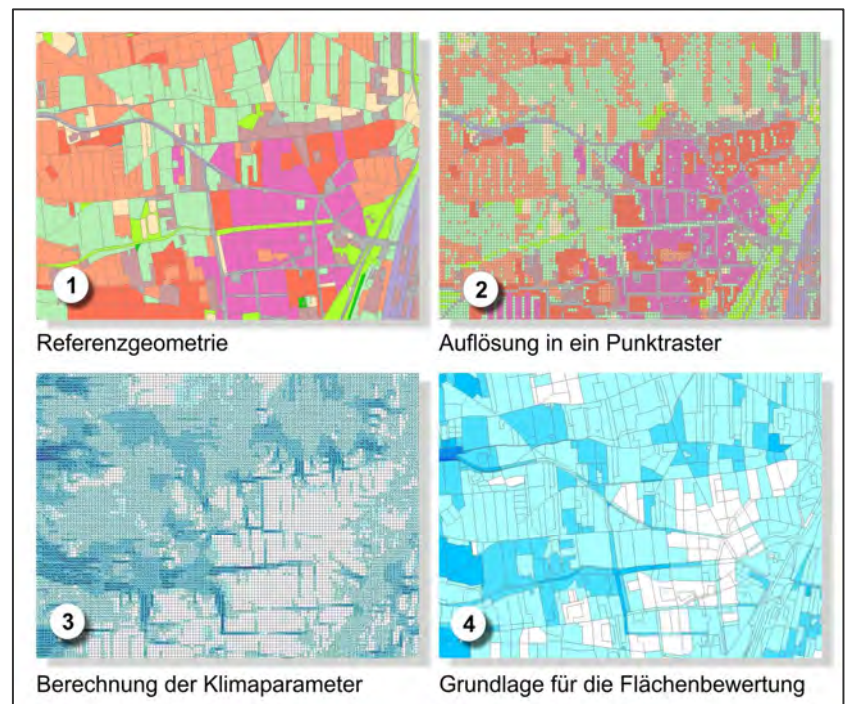 1
Referenzgeometrie
2
Auflösung in ein Punktraster
3
Berechnung der Klimaparameter
4
Grundlage für die Flächenbewertung